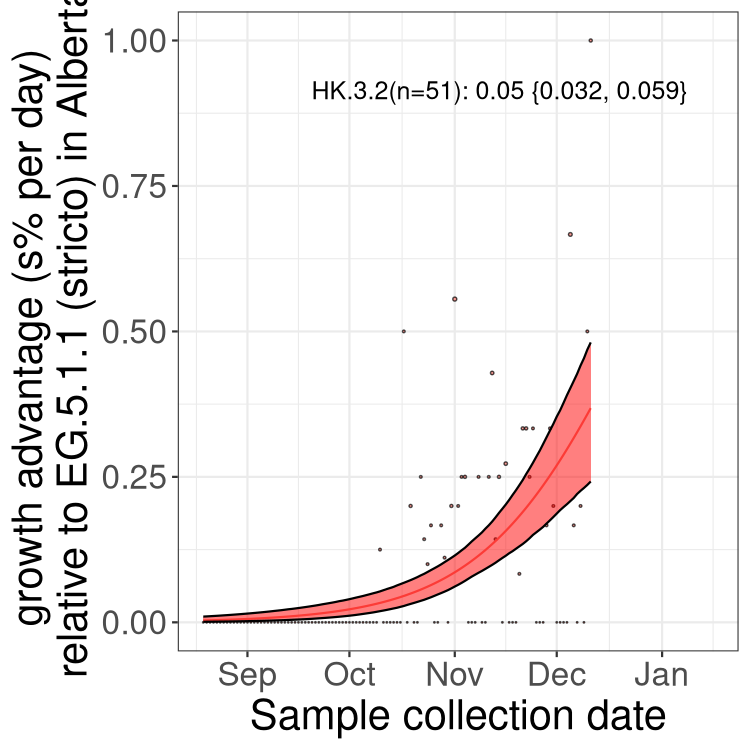 growth advantage (s% per day)
relative to EG.5.1.1 (stricto) in Alberta
1.00
HK.3.2(n=51): 0.05 {0.032, 0.059}
0.75
0.50
0.25
0.00
Sep Oct Nov Dec Jan
Sample collection date